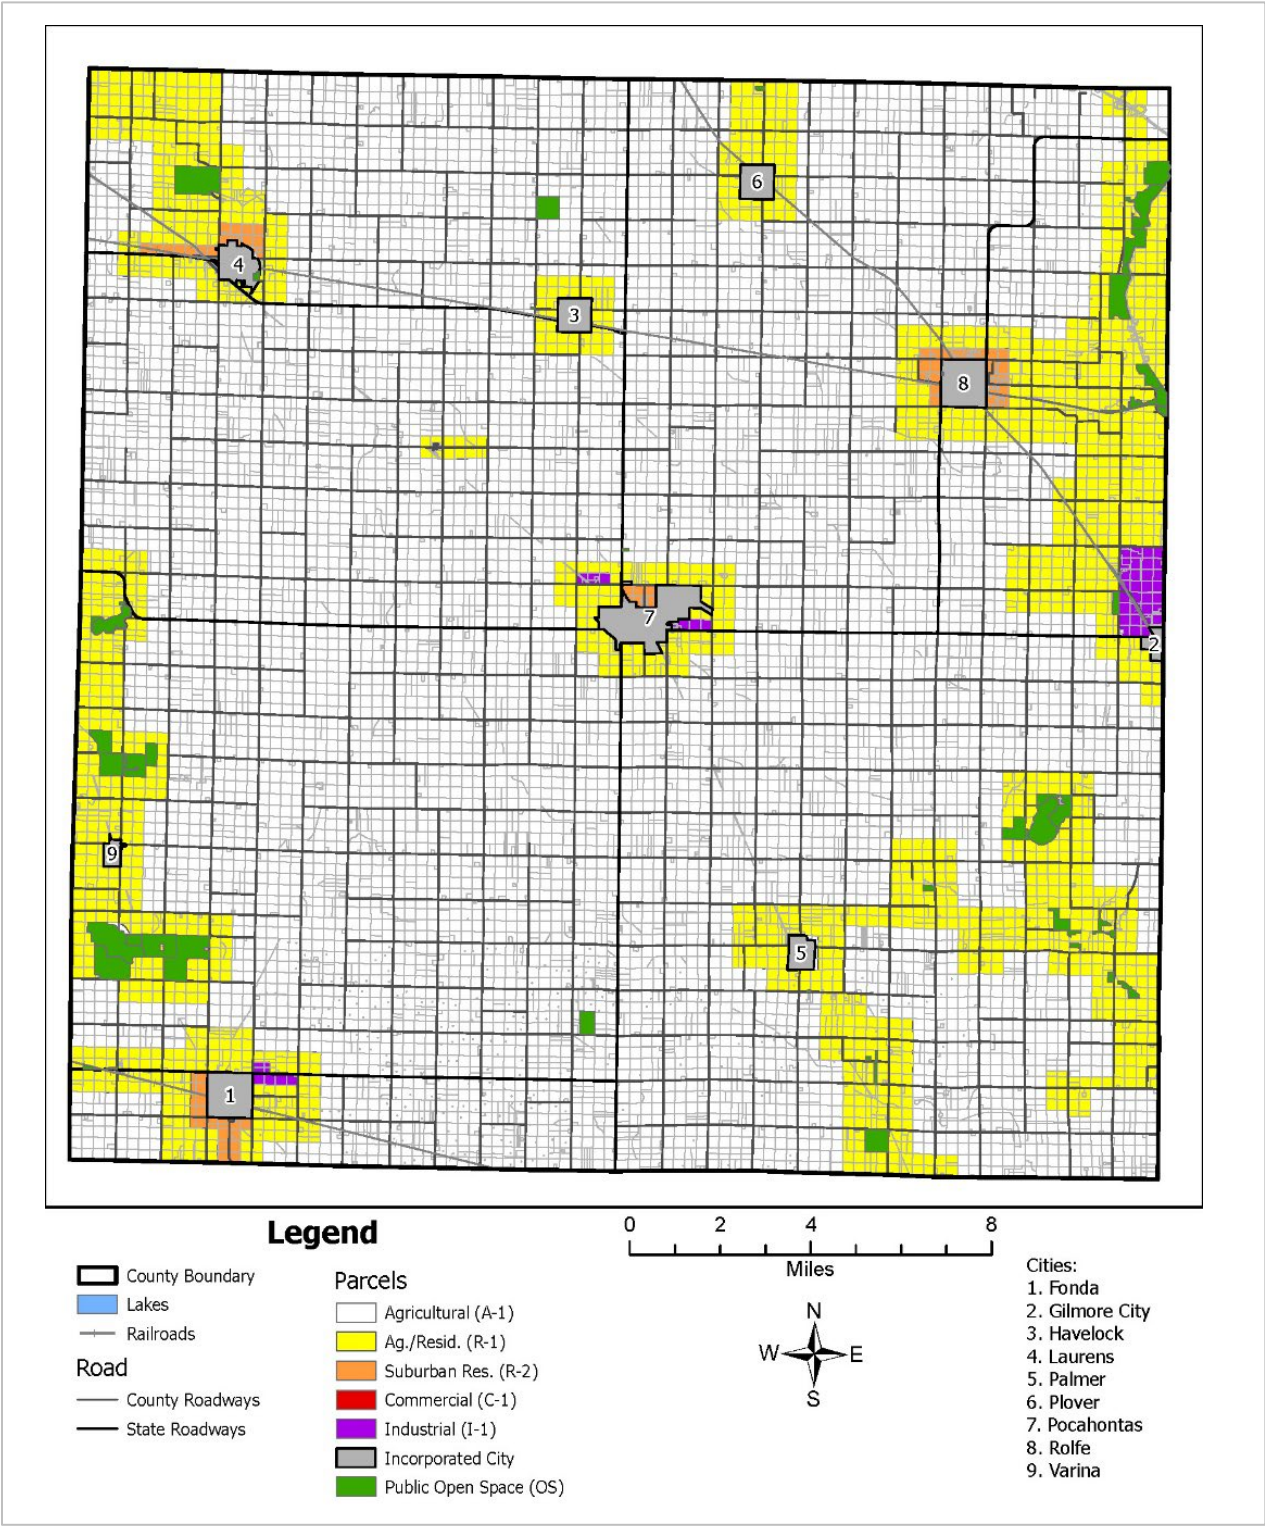 6
4
3
8
7
2
9
5
1
Legend
County Boundary
Lakes
Railroads
Road
County Roadways
State Roadways
Parcels
Agricultural (A-1)
Ag./Resid. (R-1)
Suburban Res. (R-2)
Commercial (C-1)
Industrial (I-1)
Incorporated City
Public Open Space (OS)
0 2 4 8
Miles
N
W E
S
Cities:
1. Fonda
2. Gilmore City
3. Havelock
4. Laurens
5. Palmer
6. Plover
7. Pocahontas
8. Rolfe
9. Varina